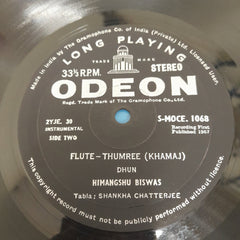 Made in India by The Gramophone Co. of India (Private) Ltd. Licensed User.
LONG PLAYING
33⅓ R.P.M. TRADE MARK STEREO
ODEON
Regd. Trade Mark of The Gramophone Co. Ltd.
2YJE. 30
INSTRUMENTAL
SIDE TWO
S-MOCE. 1068
Recording First
Published 1967
FLUTE-THUMREE (KHAMAJ)
DHUN
HIMANGSHU BISWAS
Tabla: SHANKHA CHATTERJEE
This copyright record must not be publicly performed without licence.